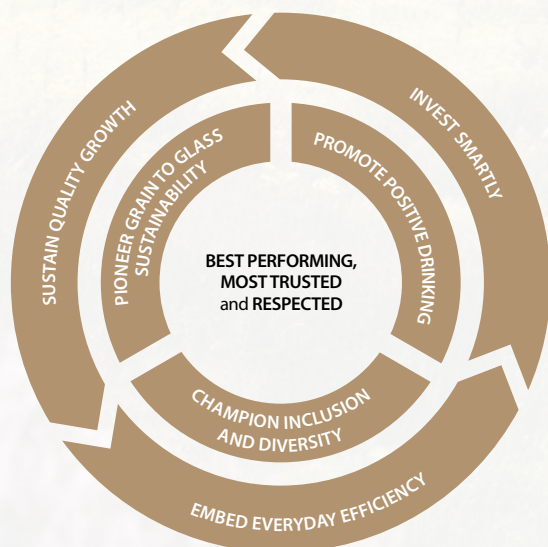 SUSTAIN QUALITY GROWTH
INVEST SMARTLY
EMBED EVERYDAY EFFICIENCY
PIONEER GRAIN TO GLASS
SUSTAINABILITY
PROMOTE POSITIVE DRINKING
CHAMPION INCLUSION
AND DIVERSITY
BEST PERFORMING,
MOST TRUSTED
and RESPECTED